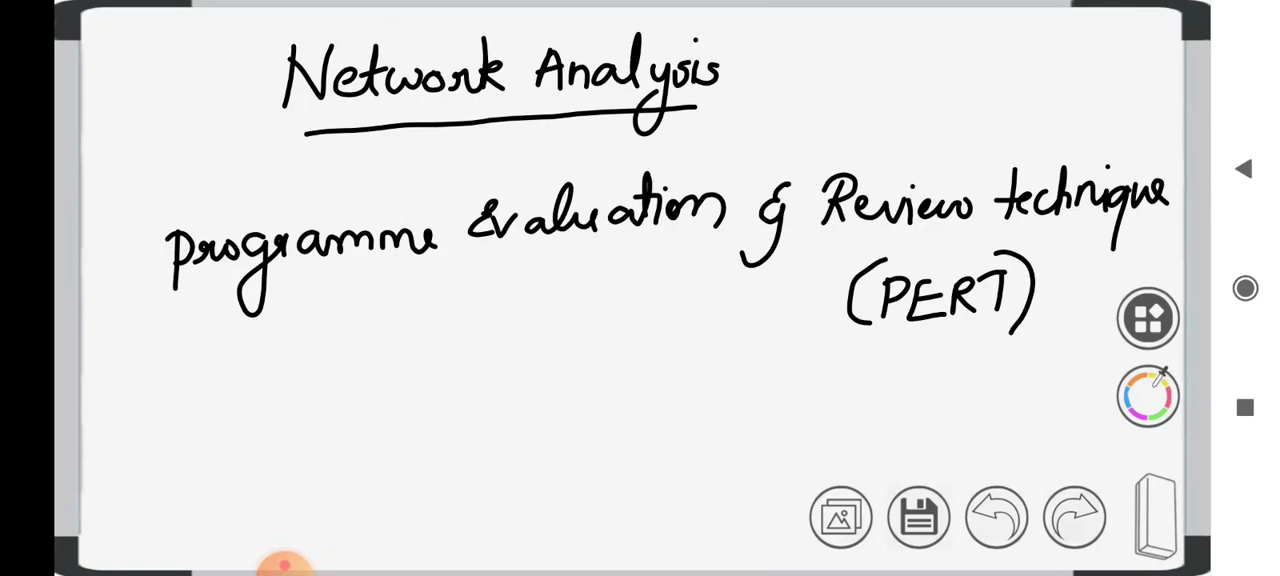 Network Analysis
Programme Evaluation & Review technique
(PERT)